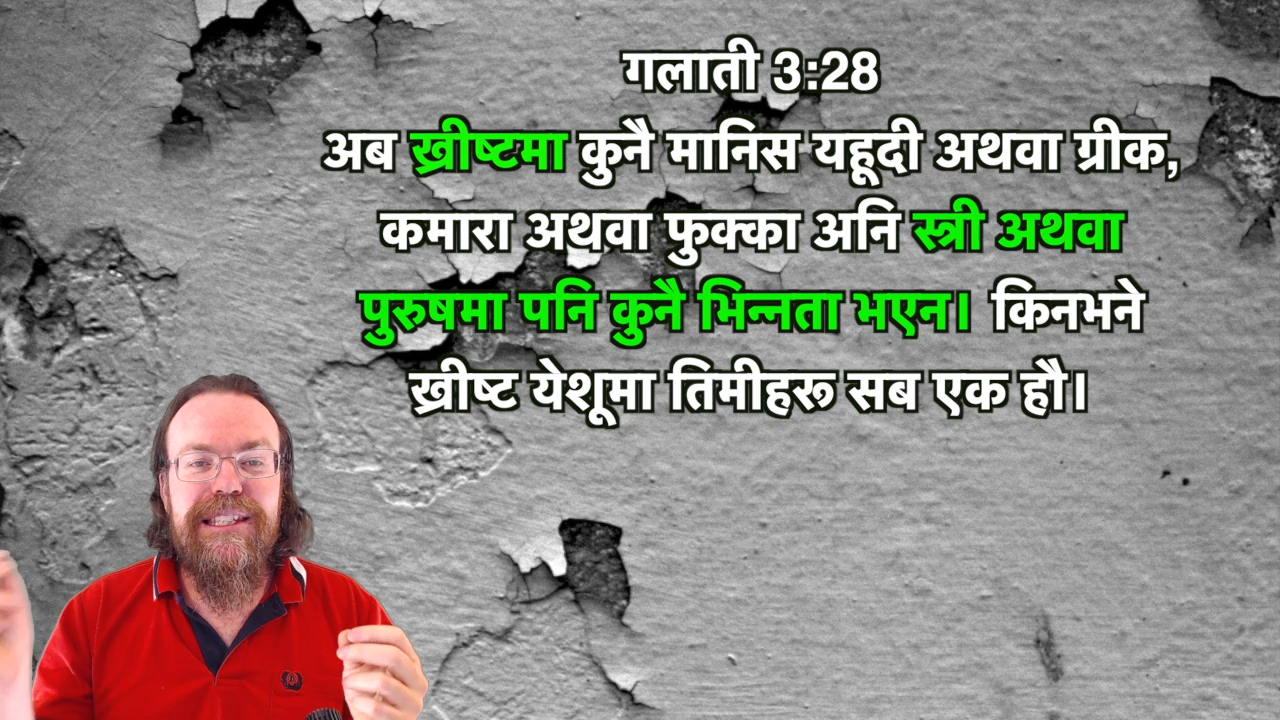 गलाती 3:28
अब ख्रीष्टमा कुनै मानिस यहूदी अथवा ग्रीक,
कमारा अथवा फुक्का अनि स्त्री अथवा
पुरुषमा पनि कुनै भिन्नता भएन। किनभने
ख्रीष्ट येशूमा तिमीहरू सब एक हौ।